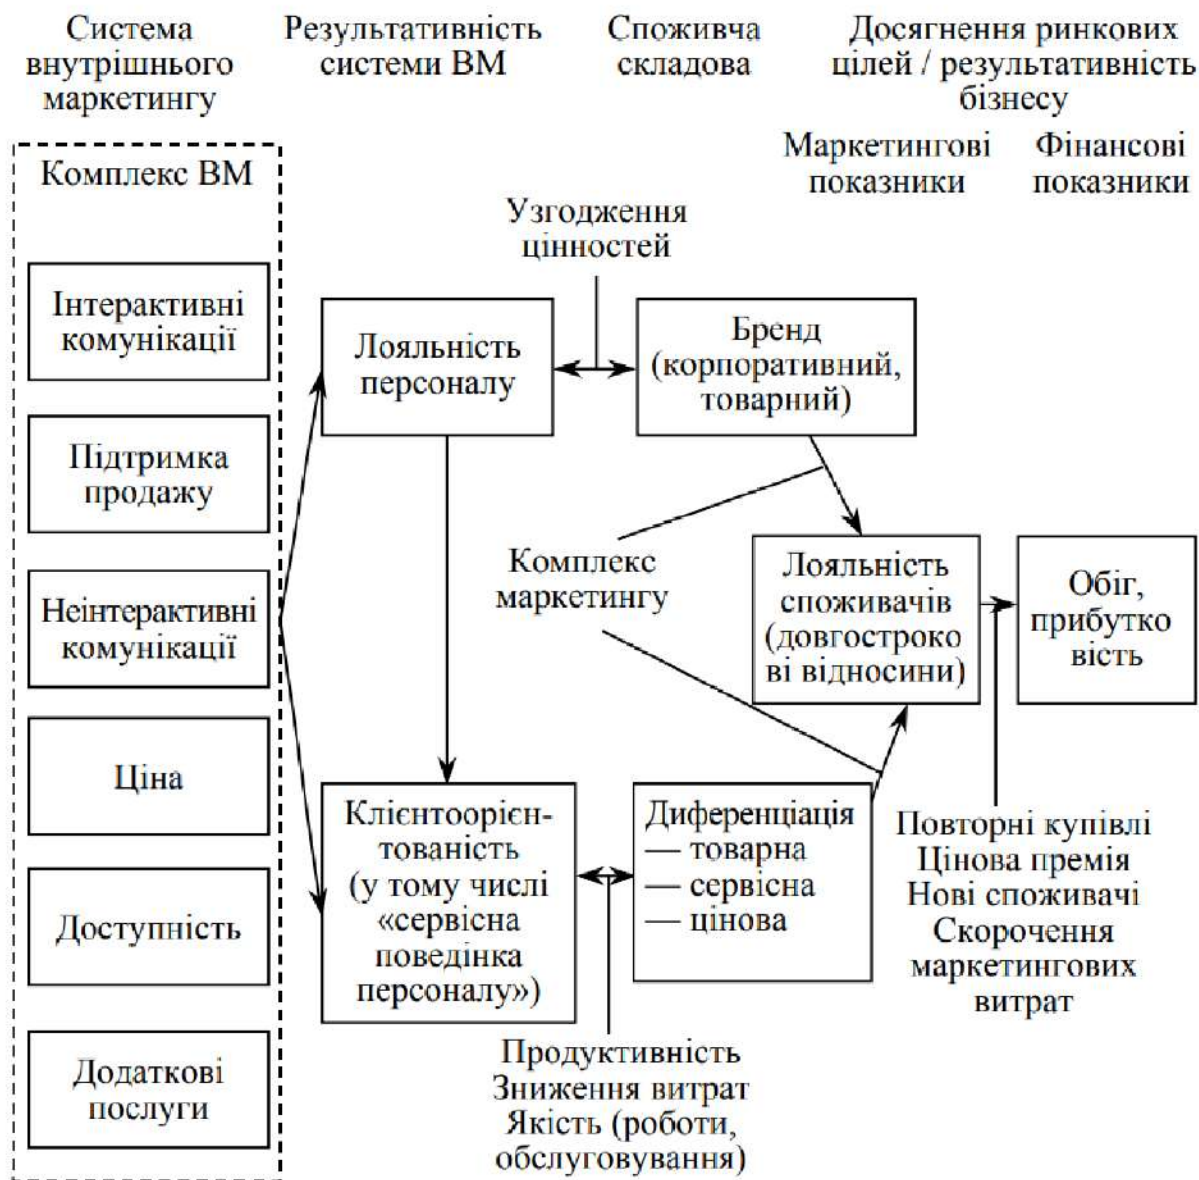 Система
внутрішнього
маркетингу
Результативність
системи ВМ
Споживча
складова
Досягнення ринкових
цілей / результативність
бізнесу
Маркетингові
показники
Фінансові
показники
Комплекс ВМ
Інтерактивні
комунікації
Підтримка
продажу
Неінтерактивні
комунікації
Ціна
Доступність
Додаткові
послуги
Лояльність
персоналу
Узгодження
цінностей
Бренд
(корпоративний,
товарний)
Комплекс
маркетингу
Лояльність
споживачів
(довгостроко
ві відносини)
Обіг,
прибутко
вість
Клієнтоорієн-
тованість
(у тому числі
«сервісна
поведінка
персоналу»)
Диференціація
— товарна
— сервісна
— цінова
Повторні купівлі
Цінова премія
Нові споживачі
Скорочення
маркетингових
витрат
Продуктивність
Зниження витрат
Якість (роботи,
обслуговування)